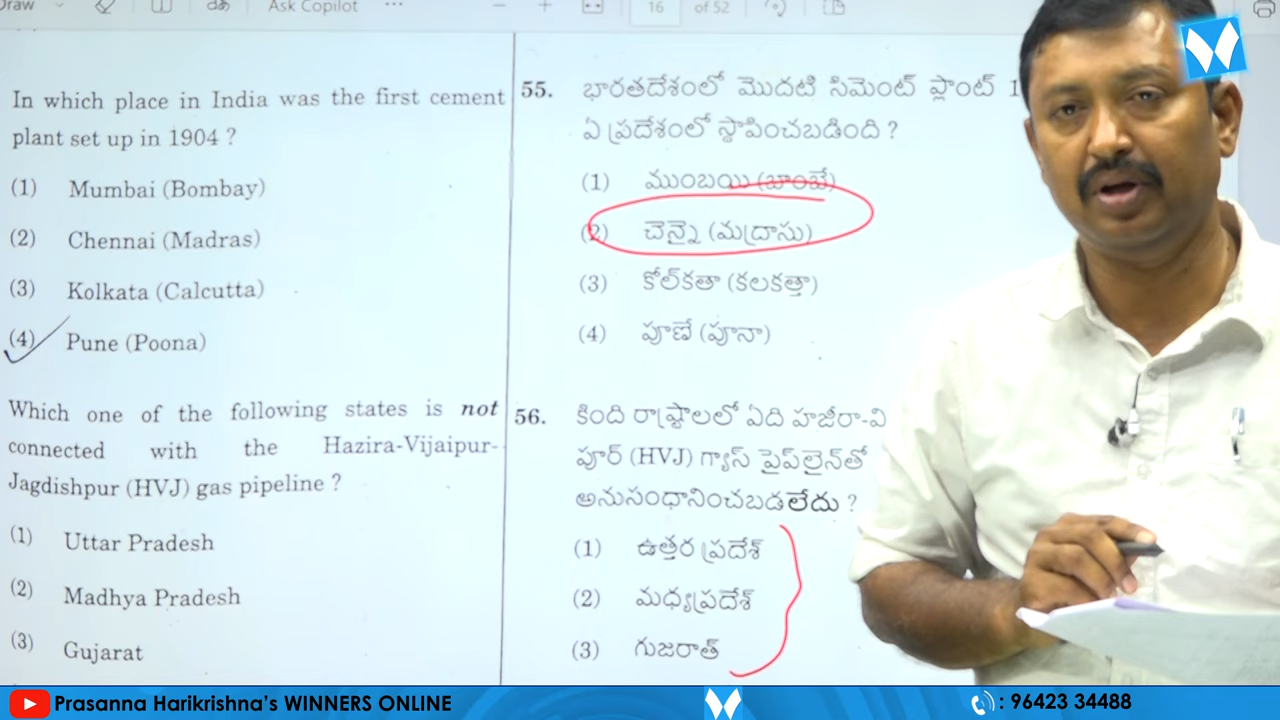 Draw
Ask Copilot
16 of 52
In which place in India was the first cement
plant set up in 1904 ?
(1) Mumbai (Bombay)
(2) Chennai (Madras)
(3) Kolkata (Calcutta)
(4) Pune (Poona)
Which one of the following states is not
connected with the Hazira-Vijaipur-
Jagdishpur (HVJ) gas pipeline ?
(1) Uttar Pradesh
(2) Madhya Pradesh
(3) Gujarat
55. భారతదేశంలో మొదటి సిమెంట్ ప్లాంట్ 1
ఏ ప్రదేశంలో స్థాపించబడింది ?
(1) ముంబయి (బాంబే)
(2) చెన్నై (మద్రాసు)
(3) కోల్‌కతా (కలకత్తా)
(4) పూణే (పూనా)
56. కింది రాష్ట్రాలలో ఏది హజీరా-వి
పూర్ (HVJ) గ్యాస్ పైప్‌లైన్‌తో
అనుసంధానించబడలేదు ?
(1) ఉత్తర ప్రదేశ్
(2) మధ్యప్రదేశ్
(3) గుజరాత్
Prasanna Harikrishna's WINNERS ONLINE
: 96423 34488